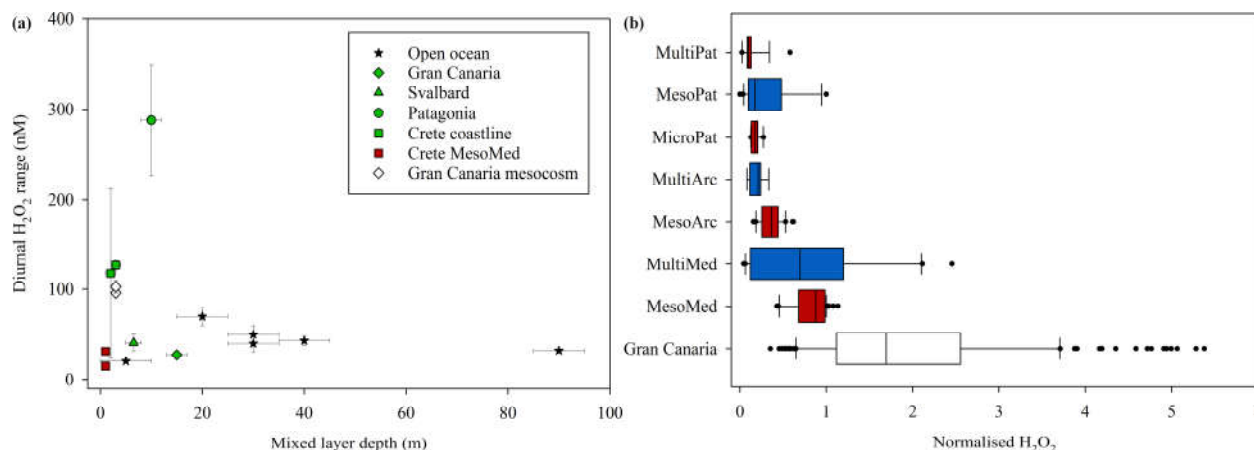 (a)
400
300
200
100
0
Diurnal H₂O₂ range (nM)
Open ocean
Gran Canaria
Svalbard
Patagonia
Crete coastline
Crete MesoMed
Gran Canaria mesocosm
0 20 40 60 80 100
Mixed layer depth (m)
(b)
MultiPat
MesoPat
MicroPat
MultiArc
MesoArc
MultiMed
MesoMed
Gran Canaria
0 1 2 3 4 5
Normalised H₂O₂